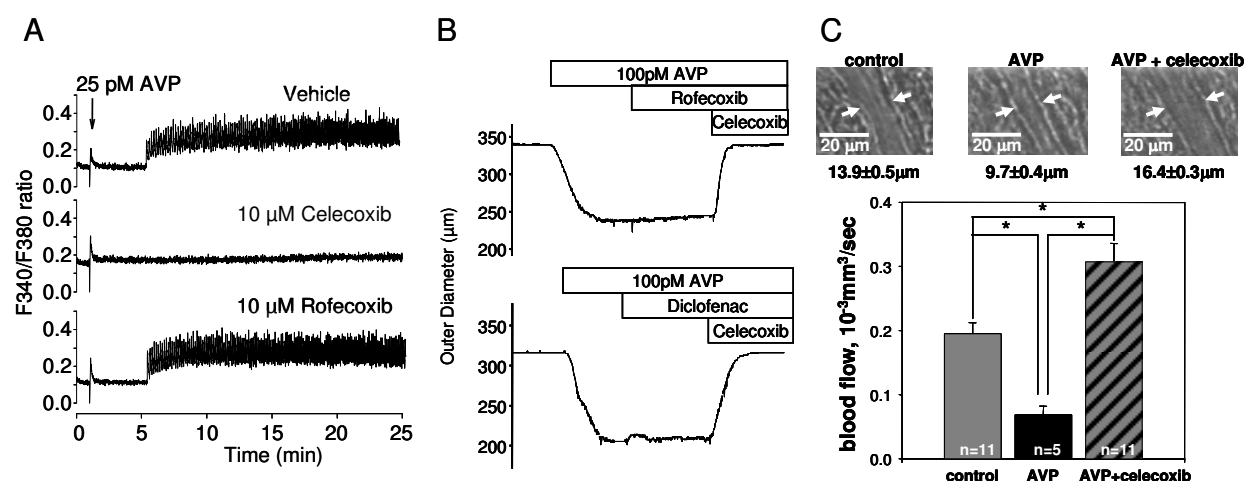 A
25 pM AVP
Vehicle
0.4
0.2
0.0
10 µM Celecoxib
0.4
0.2
0.0
10 µM Rofecoxib
0.4
0.2
0.0
F340/F380 ratio
0 5 10 15 20 25
Time (min)
B
100pM AVP
Rofecoxib
Celecoxib
350
300
250
200
100pM AVP
Diclofenac
Celecoxib
350
300
250
200
Outer Diameter (µm)
C
control AVP AVP + celecoxib
20 µm 20 µm 20 µm
13.9±0.5µm 9.7±0.4µm 16.4±0.3µm
0.4
0.3
0.2
0.1
0.0
blood flow, 10⁻³mm³/sec
* * *
n=11 n=5 n=11
control AVP AVP+celecoxib